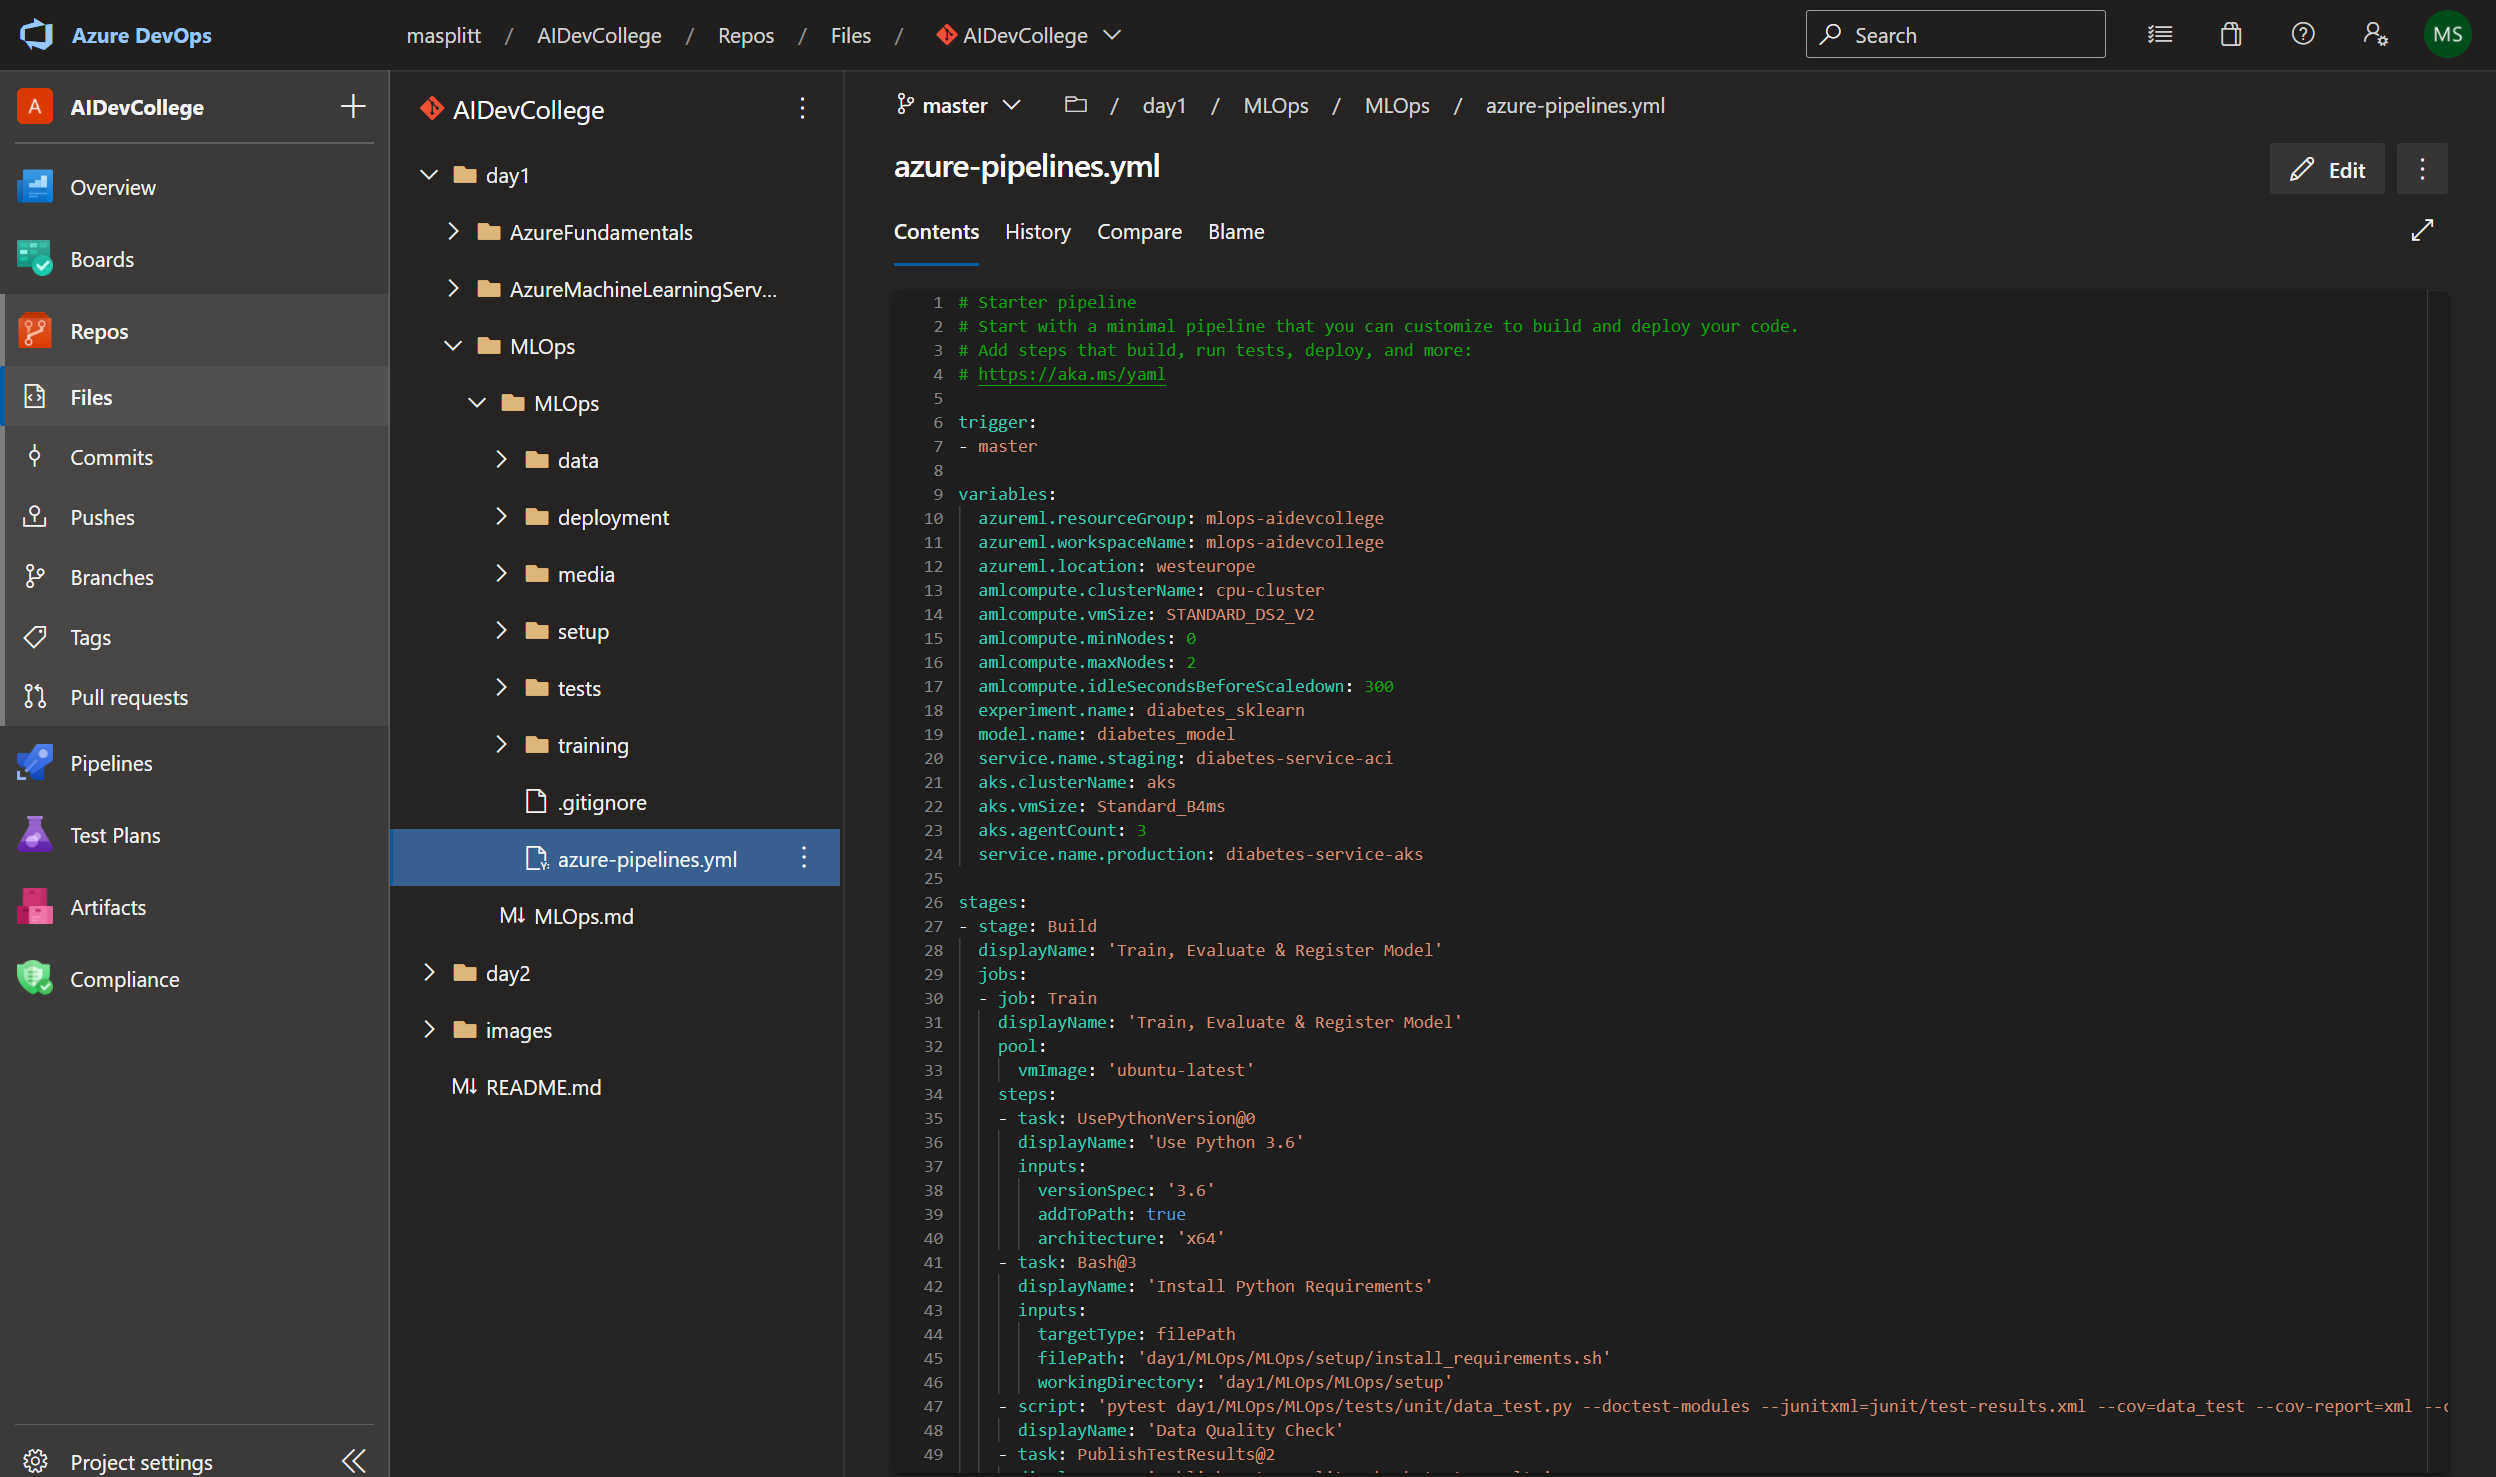 Azure DevOps
masplitt / AIDevCollege / Repos / Files / AIDevCollege
Search
MS
A AIDevCollege
Overview
Boards
Repos
Files
Commits
Pushes
Branches
Tags
Pull requests
Pipelines
Test Plans
Artifacts
Compliance
Project settings
AIDevCollege
day1
AzureFundamentals
AzureMachineLearningServ...
MLOps
MLOps
data
deployment
media
setup
tests
training
.gitignore
azure-pipelines.yml
MLOps.md
day2
images
README.md
master / day1 / MLOps / MLOps / azure-pipelines.yml
azure-pipelines.yml
Edit
Contents History Compare Blame
1 # Starter pipeline
2 # Start with a minimal pipeline that you can customize to build and deploy your code.
3 # Add steps that build, run tests, deploy, and more:
4 # https://aka.ms/yaml
5
6 trigger:
7 - master
8
9 variables:
10 azureml.resourceGroup: mlops-aidevcollege
11 azureml.workspaceName: mlops-aidevcollege
12 azureml.location: westeurope
13 amlcompute.clusterName: cpu-cluster
14 amlcompute.vmSize: STANDARD_DS2_V2
15 amlcompute.minNodes: 0
16 amlcompute.maxNodes: 2
17 amlcompute.idleSecondsBeforeScaledown: 300
18 experiment.name: diabetes_sklearn
19 model.name: diabetes_model
20 service.name.staging: diabetes-service-aci
21 aks.clusterName: aks
22 aks.vmSize: Standard_B4ms
23 aks.agentCount: 3
24 service.name.production: diabetes-service-aks
25
26 stages:
27 - stage: Build
28 displayName: 'Train, Evaluate & Register Model'
29 jobs:
30 - job: Train
31 displayName: 'Train, Evaluate & Register Model'
32 pool:
33 vmImage: 'ubuntu-latest'
34 steps:
35 - task: UsePythonVersion@0
36 displayName: 'Use Python 3.6'
37 inputs:
38 versionSpec: '3.6'
39 addToPath: true
40 architecture: 'x64'
41 - task: Bash@3
42 displayName: 'Install Python Requirements'
43 inputs:
44 targetType: filePath
45 filePath: 'day1/MLOps/MLOps/setup/install_requirements.sh'
46 workingDirectory: 'day1/MLOps/MLOps/setup'
47 - script: 'pytest day1/MLOps/MLOps/tests/unit/data_test.py --doctest-modules --junitxml=junit/test-results.xml --cov=data_test --cov-report=xml
48 displayName: 'Data Quality Check'
49 - task: PublishTestResults@2